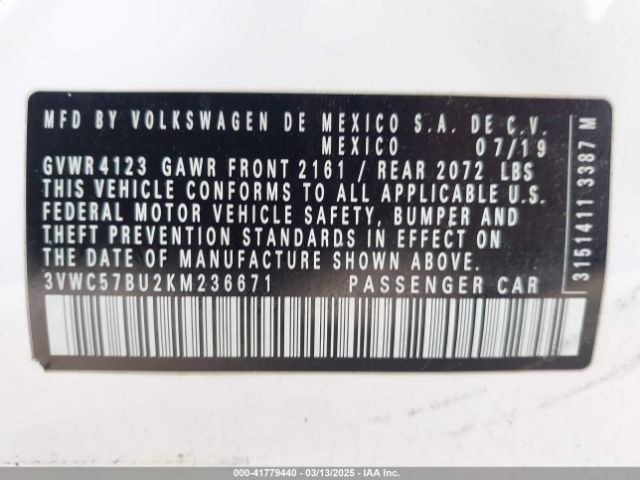 MFD BY VOLKSWAGEN DE MEXICO S.A. DE C.V.
MEXICO 07/19
GVWR 4123 GAWR FRONT 2161 / REAR 2072 LBS
THIS VEHICLE CONFORMS TO ALL APPLICABLE U.S.
FEDERAL MOTOR VEHICLE SAFETY, BUMPER AND
THEFT PREVENTION STANDARDS IN EFFECT ON
THE DATE OF MANUFACTURE SHOWN ABOVE.
3VWC57BU2KM236671 PASSENGER CAR
3151411 3387 M
© COPART - 41779440 - 03/13/2025 - IAA, Inc.